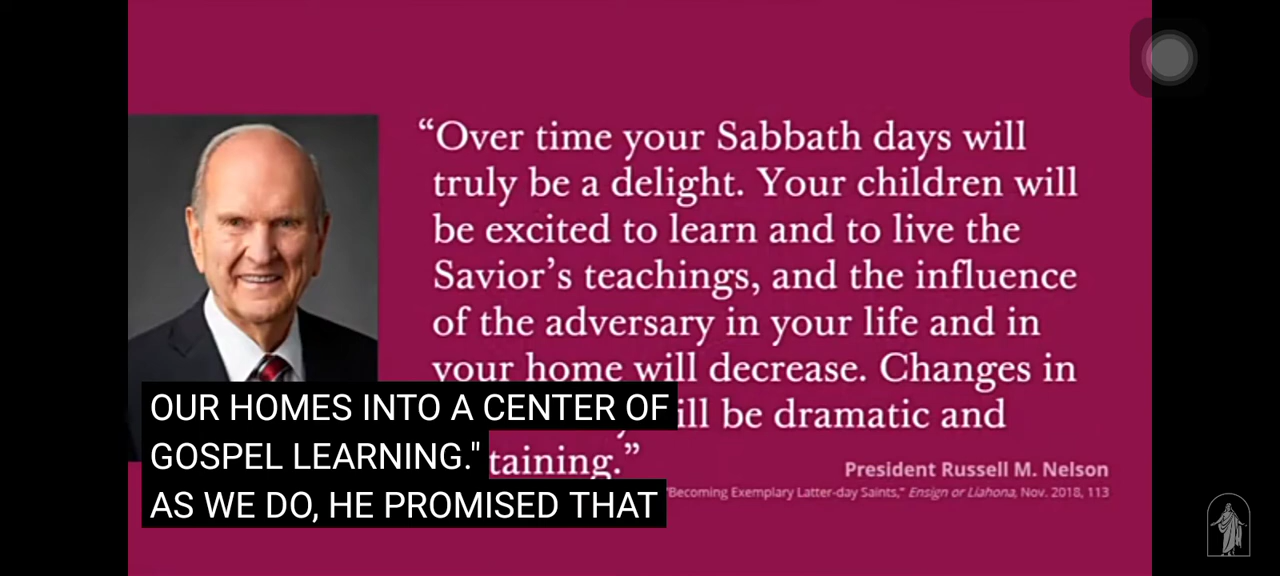 “Over time your Sabbath days will
truly be a delight. Your children will
be excited to learn and to live the
Savior’s teachings, and the influence
of the adversary in your life and in
your home will decrease. Changes in
ill be dramatic and
taining.”
President Russell M. Nelson
“Becoming Exemplary Latter-day Saints,” Ensign or Liahona, Nov. 2018, 113
OUR HOMES INTO A CENTER OF
GOSPEL LEARNING."
AS WE DO, HE PROMISED THAT